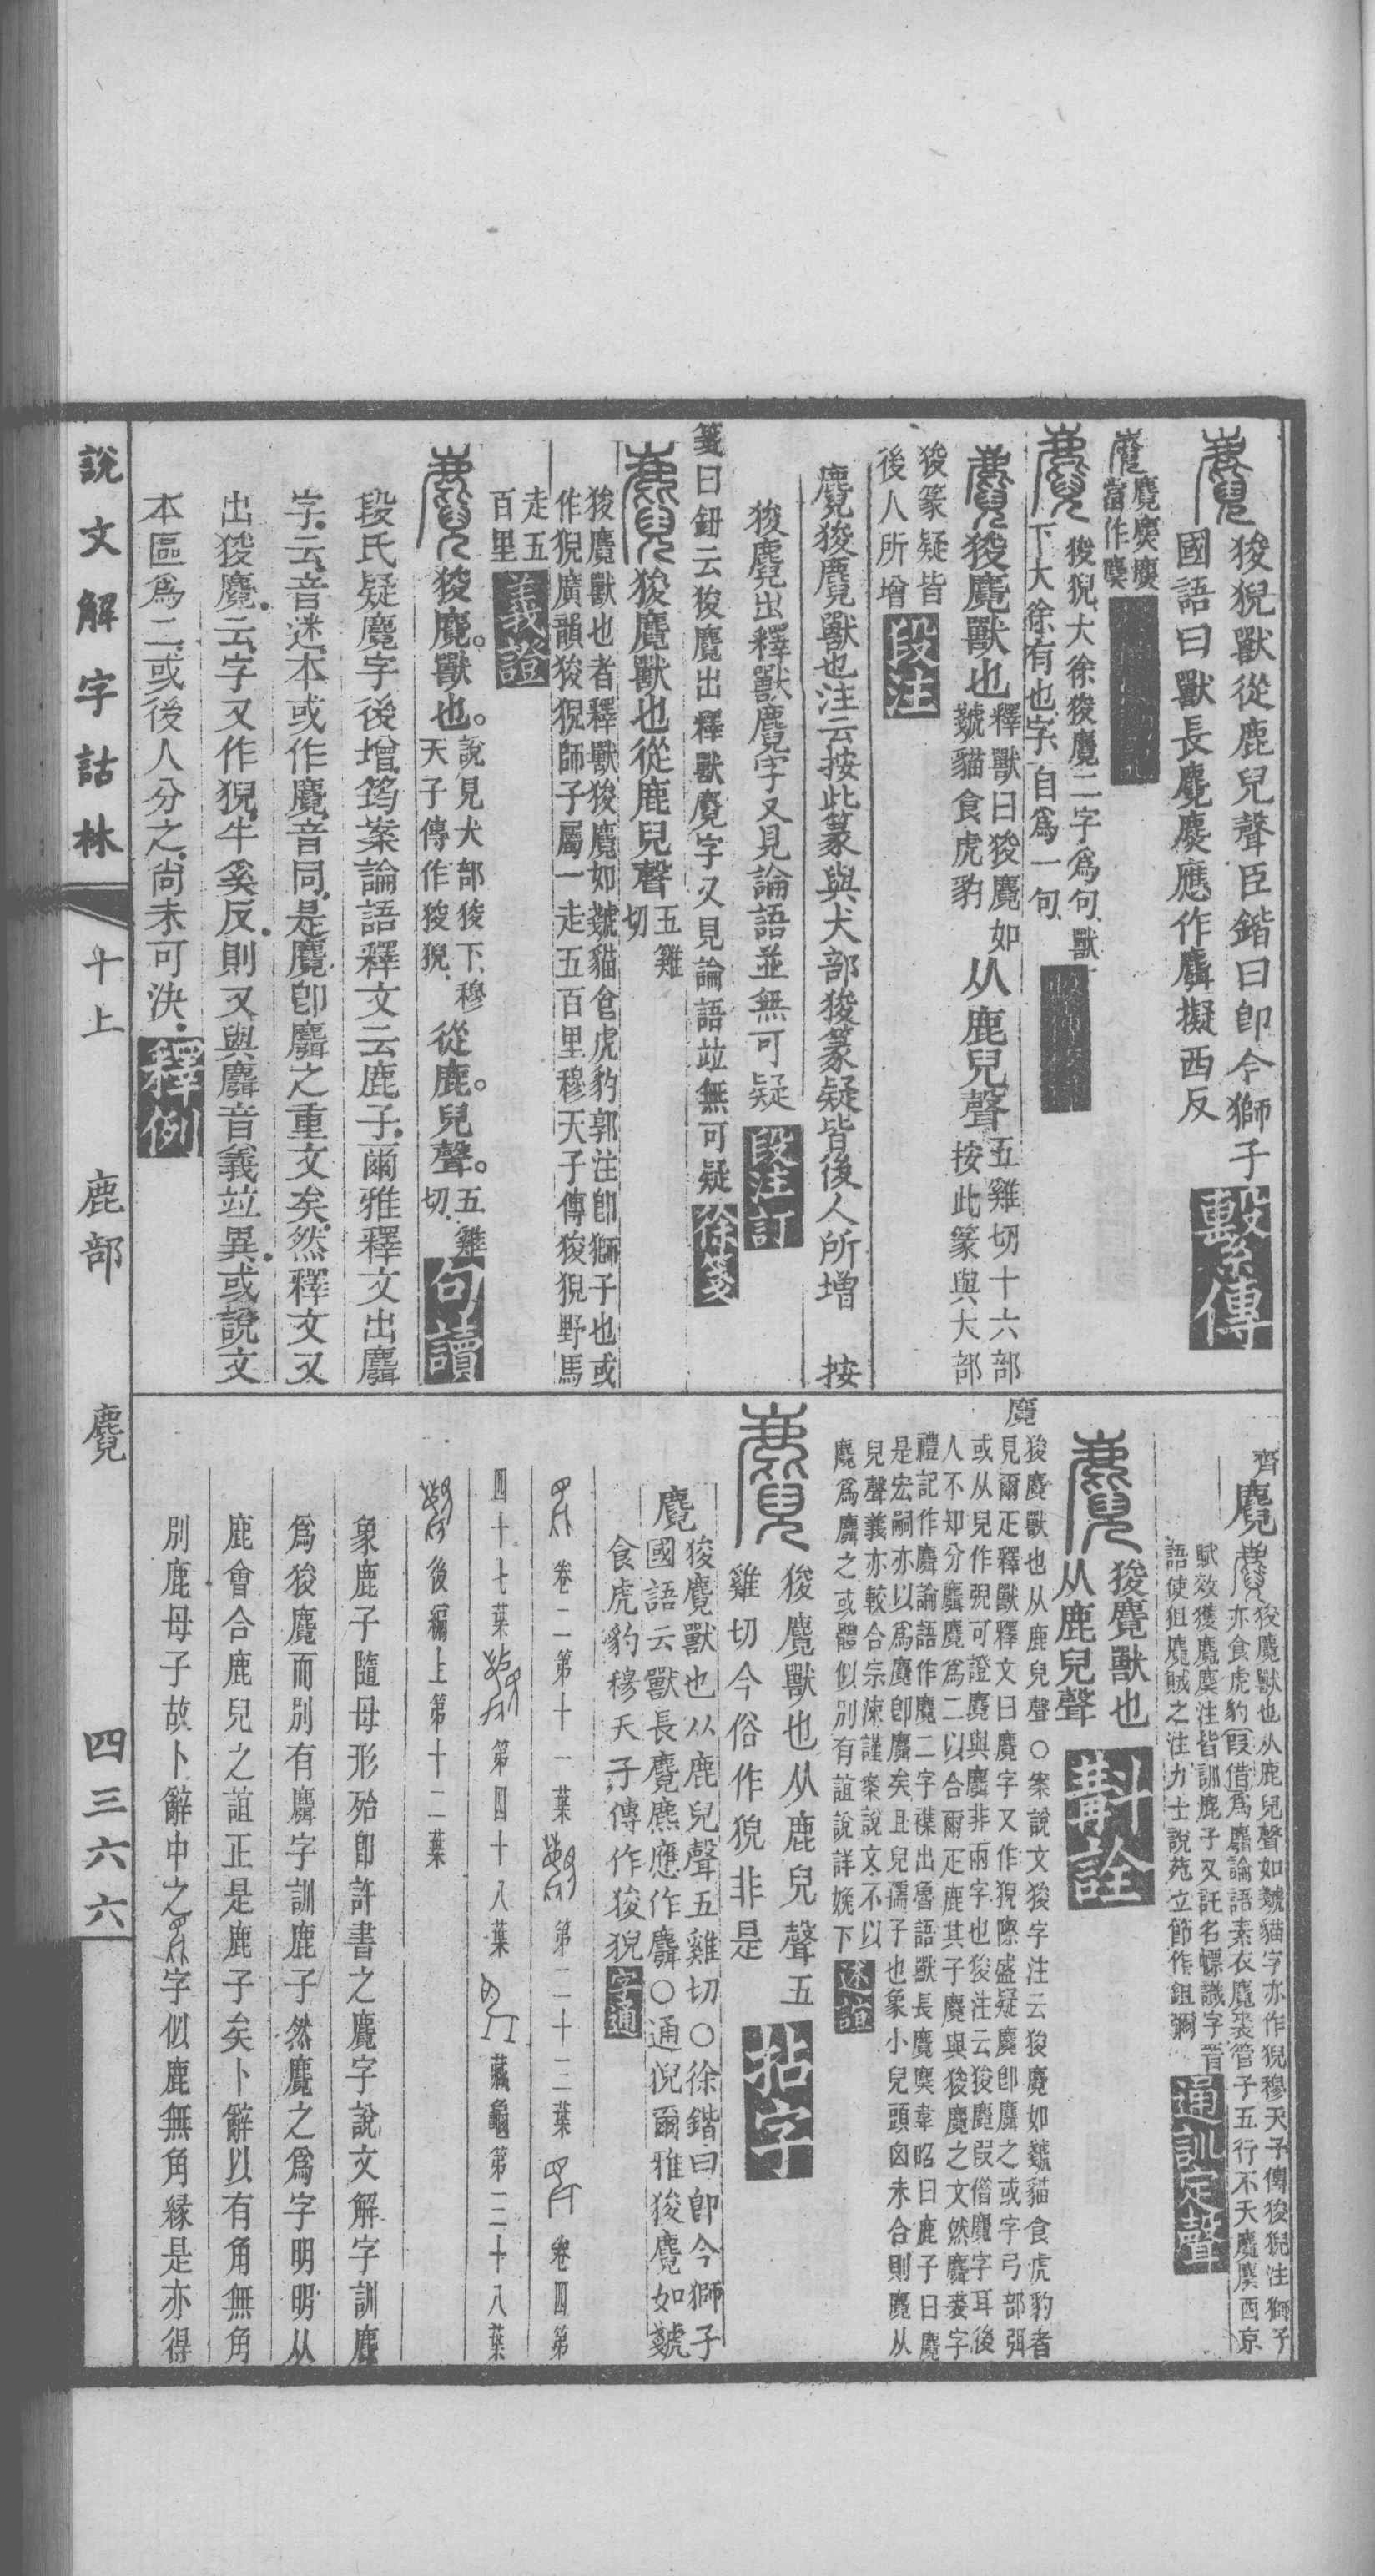 狻猊獸從鹿兒聲臣鍇曰卽今獅子
國語曰獸長麑麌應作麛擬西反
繫傳
麑麌麌
當作麌
狻猊大徐狻麑二字爲句獸
下大徐有也字自爲一句
狻麑獸也
釋獸曰狻麑如
虦貓食虎豹
从鹿兒聲
五雞切十六部
按此篆與犬部
狻篆疑皆
後人所增
段注
麑狻麑獸也注云按此篆與犬部狻篆疑皆後人所增 按
狻麑出釋獸麑字又見論語並無可疑
段注訂
箋曰鈕云狻麑出釋獸麑字又見論語竝無可疑
徐箋
狻麑獸也從鹿兒聲
五雞
切
狻麑獸也者釋獸狻麑如虦貓食虎豹郭注卽獅子也或
作猊廣韻狻猊師子屬一走五百里穆天子傳狻猊野馬
走五
百里
義證
狻麑獸也
說見犬部狻下穆
天子傳作狻猊
從鹿兒聲
五雞
切
句讀
段氏疑麑字後增筠案論語釋文云鹿子爾雅釋文出麛
字云音迷本或作麑音同是麑卽麛之重文矣然釋文又
出狻麑云字又作猊牛奚反則又與麛音義竝異或說文
本區爲二或後人分之尚未可決
釋例
齊
麑
狻麑獸也从鹿兒聲如虦貓字亦作猊穆天子傳狻猊注獅子
亦食虎豹叚借爲麛論語素衣麑裘管子五行不夭麑麌西京
賦效獲麑麌注皆訓鹿子又託名幖識字晉
語使狙麑賊之注力士說苑立節作鉏彌
通訓定聲
狻麑獸也
从鹿兒聲
斠詮
麑
狻麑獸也从鹿兒聲○案說文狻字注云狻麑如虦貓食虎豹者
見爾疋釋獸釋文曰麑字又作猊懋盛疑麑卽麛之或字弓部弭
或从兒作𢏺可證麑與麛非兩字也狻注云狻麑叚借麑字耳後
人不知分麛麑爲二以合爾疋鹿其子麑與狻麑之文然麛裘字
禮記作麛論語作麑二字襍出魯語獸長麑麌韋昭曰鹿子曰麑
是宏嗣亦以爲麑卽麛矣且兒孺子也象小兒頭囟未合則麑从
兒聲義亦較合宗涑謹案說文不以
麑爲麛之或體似別有誼說詳娩下
述誼
狻麑獸也从鹿兒聲五
雞切今俗作猊非是
拈字
麑
狻麑獸也从鹿兒聲五雞切○徐鍇曰卽今獅子
國語云獸長麑麃應作麛○通倪爾雅狻麑如虦
食虎豹穆天子傳作狻猊
字通
卷二第十一葉 第二十三葉 卷四第
四十七葉 第四十八葉 藏龜第三十八葉
後編上第十二葉
象鹿子隨母形殆卽許書之麑字說文解字訓麑
爲狻麑而別有麛字訓鹿子然麑之爲字明明从
鹿會合鹿兒之誼正是鹿子矣卜辭以有角無角
別鹿母子故卜辭中之 字似鹿無角緣是亦得
說文解字詁林
十上
鹿部
麑
四三六六